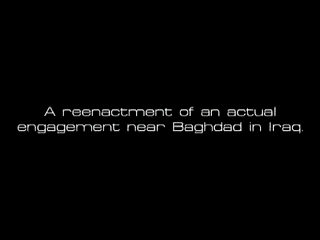 A reenactment of an actual
engagement near Baghdad in Iraq.